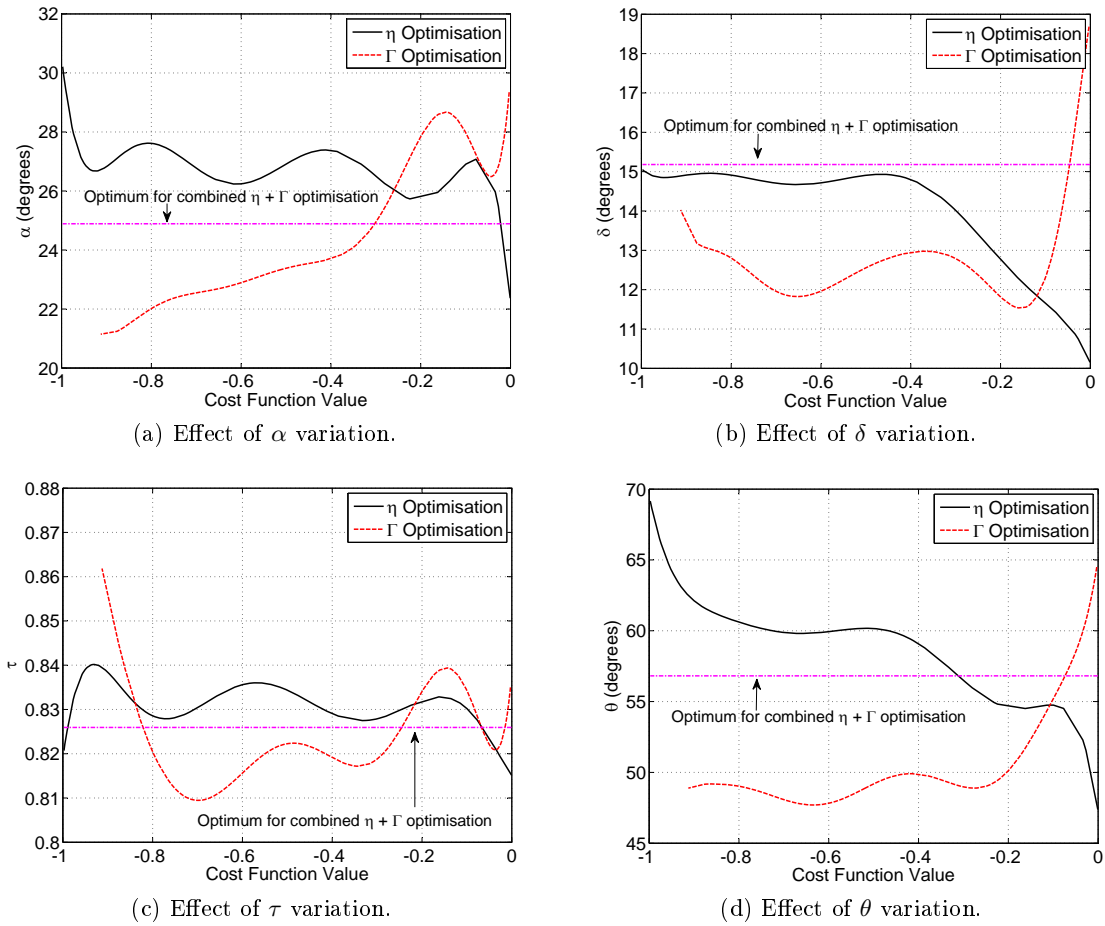 32
30
28
26
24
22
20
α (degrees)
η Optimisation
Γ Optimisation
Optimum for combined η + Γ optimisation
-1 -0.8 -0.6 -0.4 -0.2 0
Cost Function Value
(a) Effect of α variation.
19
18
17
16
15
14
13
12
11
10
δ (degrees)
η Optimisation
Γ Optimisation
Optimum for combined η + Γ optimisation
-1 -0.8 -0.6 -0.4 -0.2 0
Cost Function Value
(b) Effect of δ variation.
0.88
0.87
0.86
0.85
0.84
0.83
0.82
0.81
0.8
τ
η Optimisation
Γ Optimisation
Optimum for combined η + Γ optimisation
-1 -0.8 -0.6 -0.4 -0.2 0
Cost Function Value
(c) Effect of τ variation.
70
65
60
55
50
45
θ (degrees)
η Optimisation
Γ Optimisation
Optimum for combined η + Γ optimisation
-1 -0.8 -0.6 -0.4 -0.2 0
Cost Function Value
(d) Effect of θ variation.